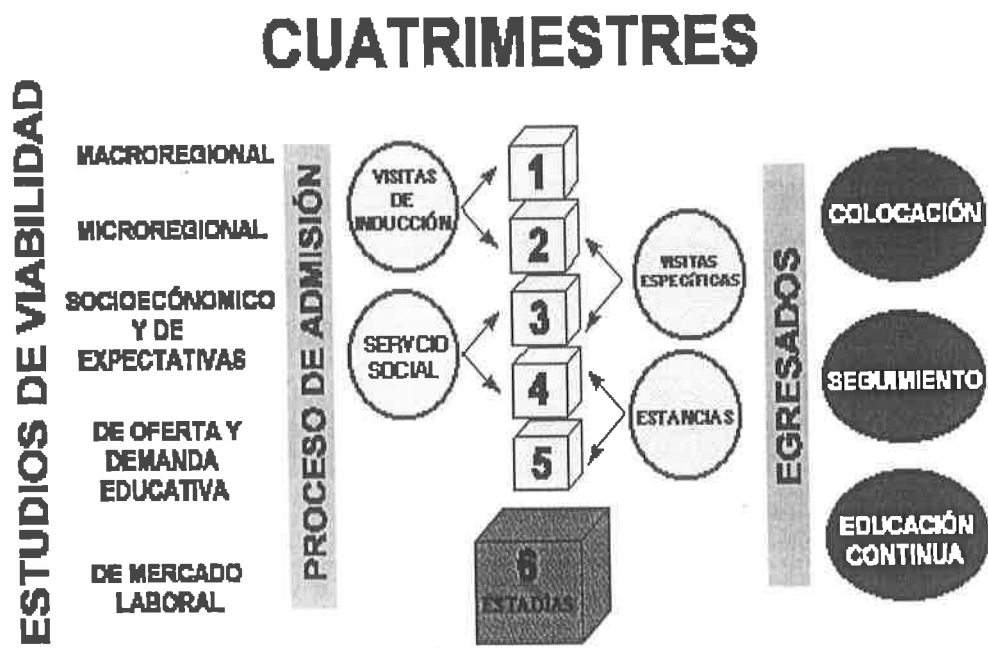 CUATRIMESTRES
ESTUDIOS DE VIABILIDAD
MACROREGIONAL
MICROREGIONAL
SOCIOECÓNOMICO
Y DE
EXPECTATIVAS
DE OFERTA Y
DEMANDA
EDUCATIVA
DE MERCADO
LABORAL
PROCESO DE ADMISIÓN
VISITAS
DE
INDUCCIÓN
SERVCIO
SOCIAL
1
2
3
4
5
6
ESTADÍAS
VISITAS
ESPECÍFICAS
ESTANCIAS
EGRESADOS
COLOCACIÓN
SEGUIMIENTO
EDUCACIÓN
CONTINUA